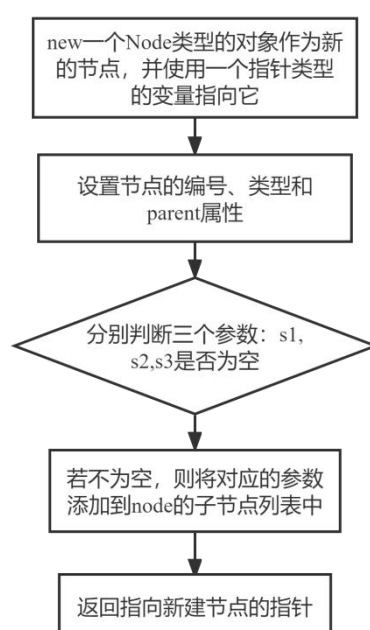 new一个Node类型的对象作为新
的节点，并使用一个指针类型
的变量指向它
设置节点的编号、类型和
parent属性
分别判断三个参数：s1,
s2,s3是否为空
若不为空，则将对应的参数
添加到node的子节点列表中
返回指向新建节点的指针